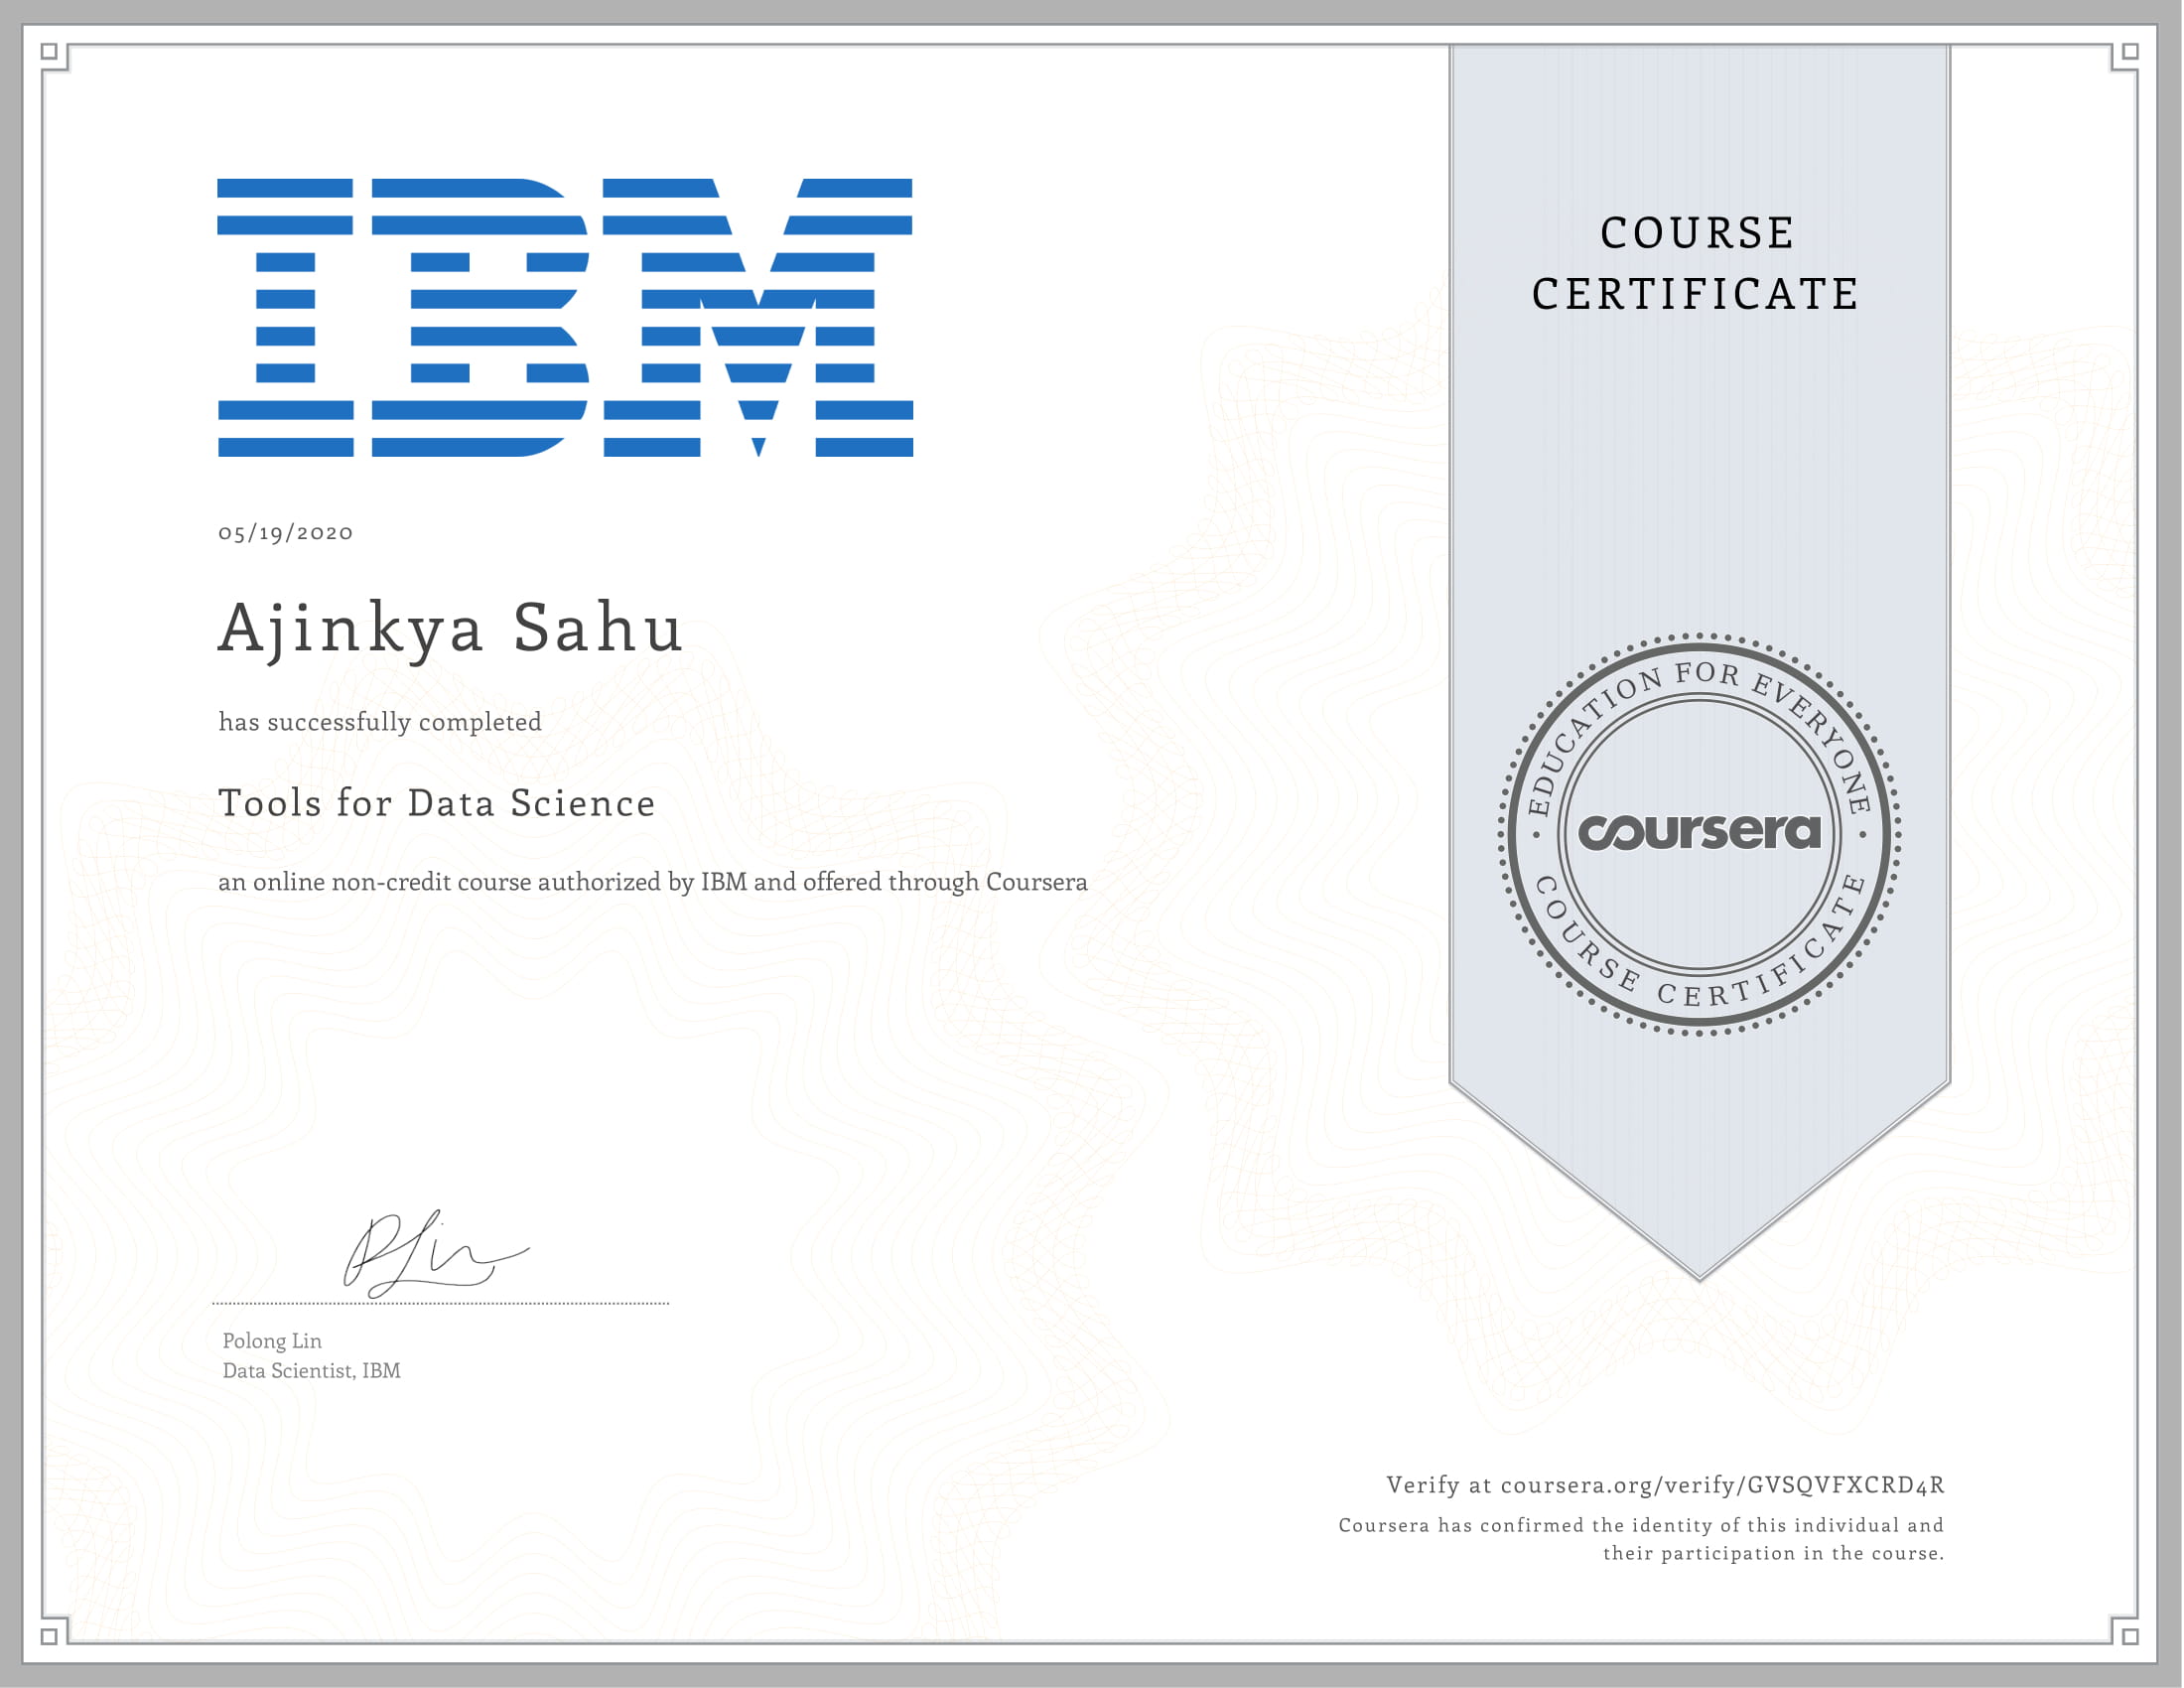 IBM
05/19/2020
Ajinkya Sahu
has successfully completed
Tools for Data Science
an online non-credit course authorized by IBM and offered through Coursera
Polong Lin
Data Scientist, IBM
COURSE
CERTIFICATE
EDUCATION FOR EVERYONE
coursera
COURSE CERTIFICATE
Verify at coursera.org/verify/GVSQVFXCRD4R
Coursera has confirmed the identity of this individual and
their participation in the course.